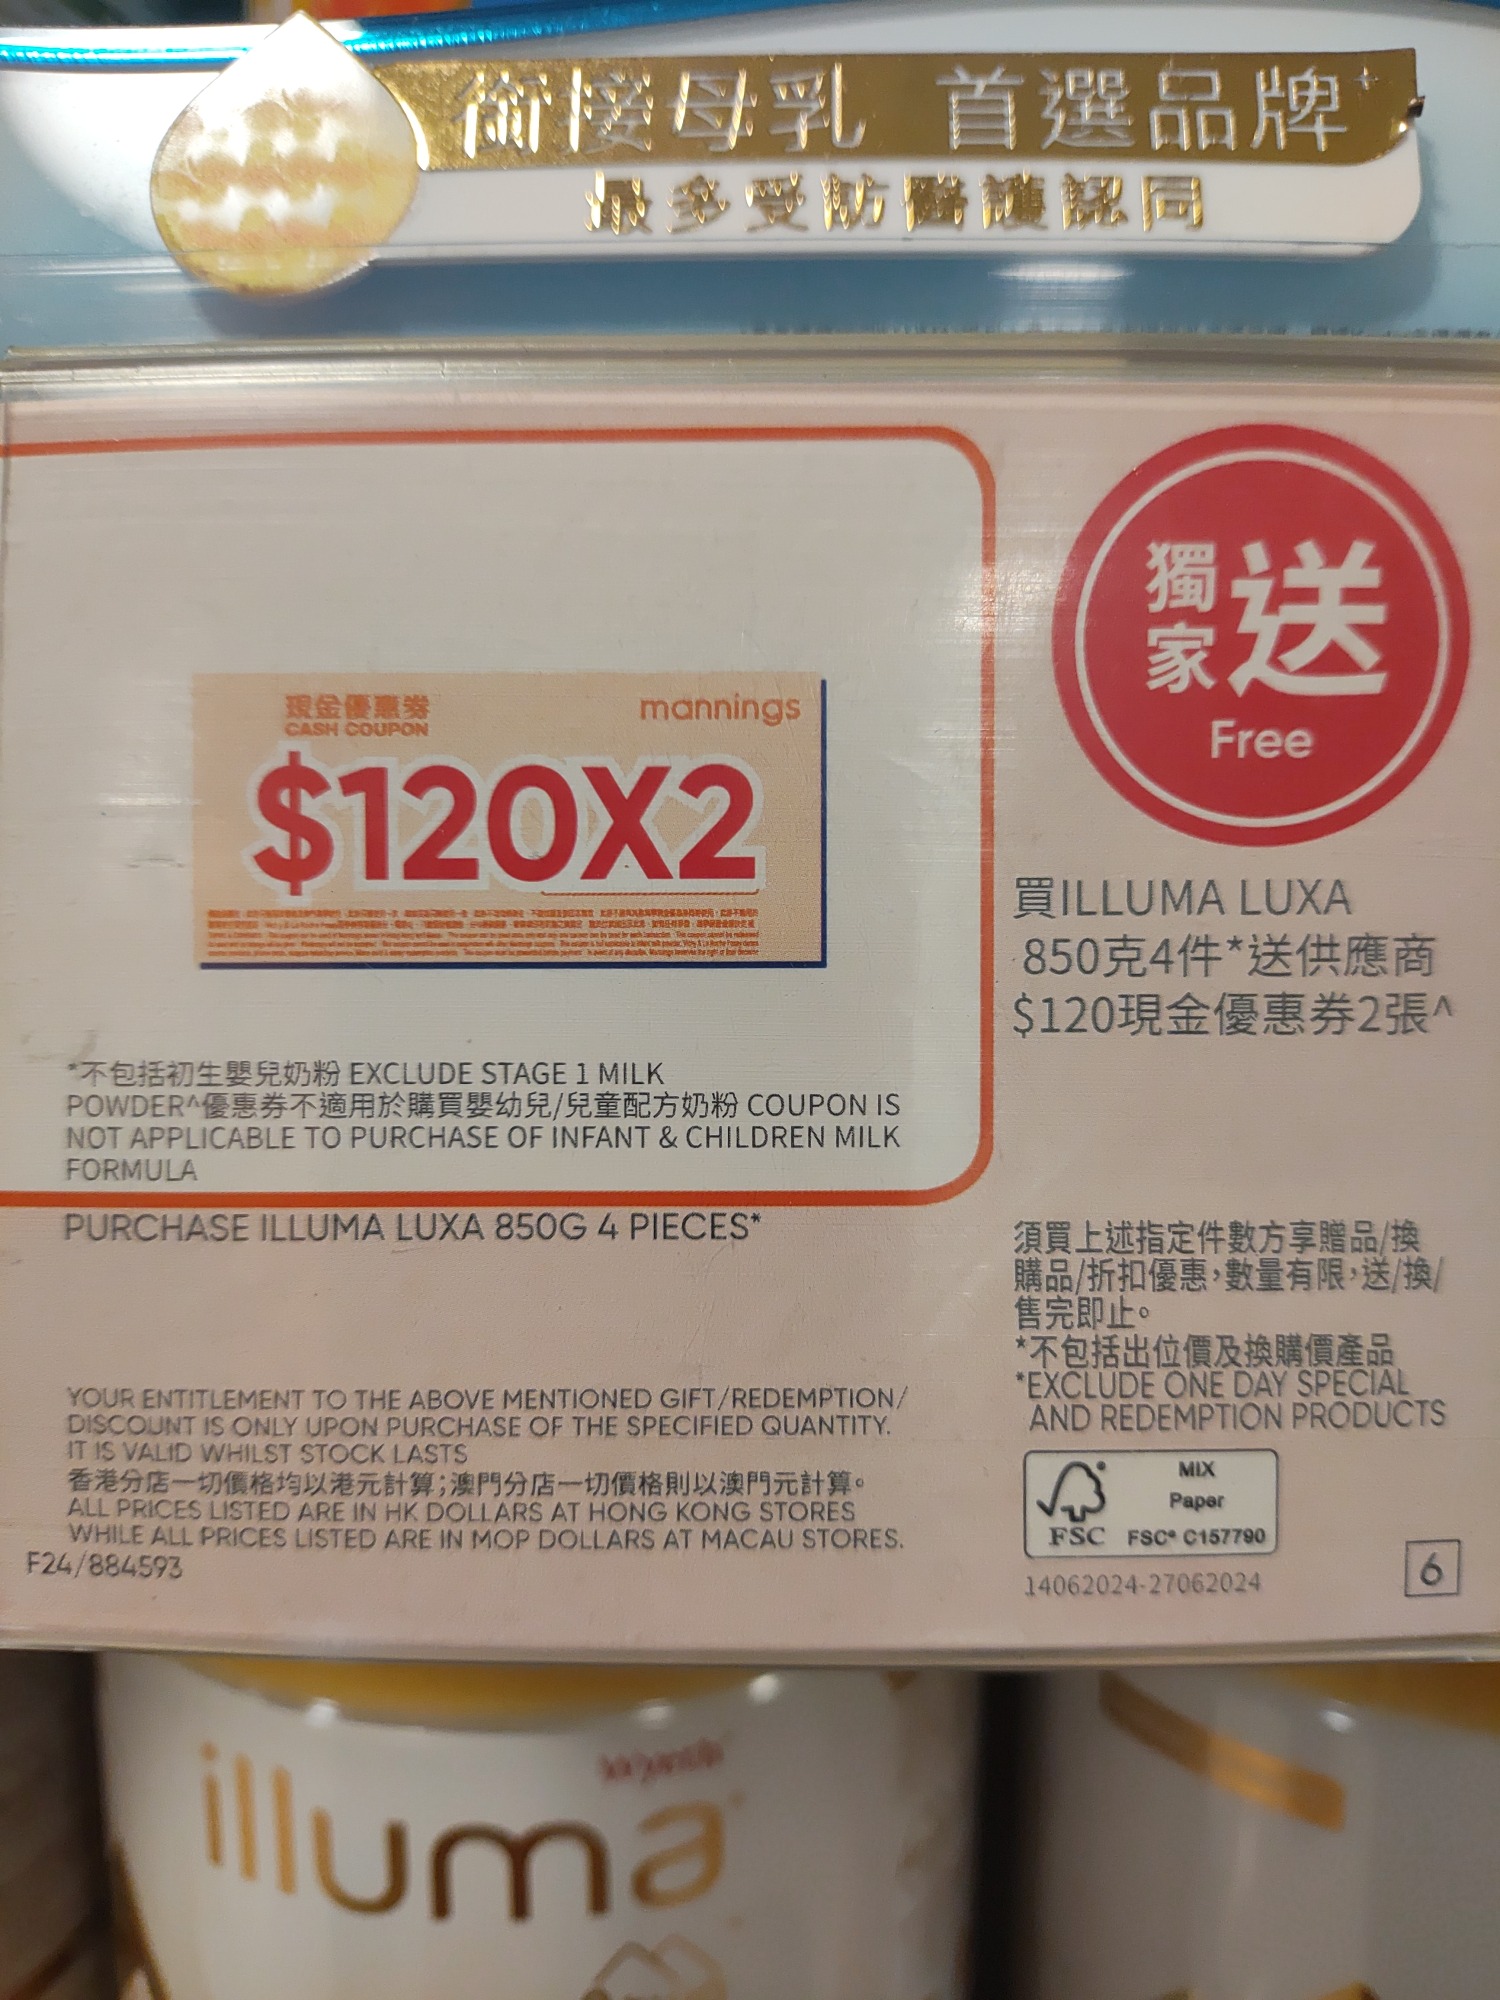 銜接母乳 首選品牌⁺
最多受訪醫護認同
獨家送
Free
現金優惠券
CASH COUPON
mannings
$120X2
買ILLUMA LUXA
850克4件*送供應商
$120現金優惠券2張^
*不包括初生嬰兒奶粉 EXCLUDE STAGE 1 MILK
POWDER^優惠券不適用於購買嬰幼兒/兒童配方奶粉 COUPON IS
NOT APPLICABLE TO PURCHASE OF INFANT & CHILDREN MILK
FORMULA
PURCHASE ILLUMA LUXA 850G 4 PIECES*
須買上述指定件數方享贈品/換
購品/折扣優惠，數量有限，送/換/
售完即止。
*不包括出位價及換購價產品
*EXCLUDE ONE DAY SPECIAL
AND REDEMPTION PRODUCTS
YOUR ENTITLEMENT TO THE ABOVE MENTIONED GIFT/REDEMPTION/
DISCOUNT IS ONLY UPON PURCHASE OF THE SPECIFIED QUANTITY.
IT IS VALID WHILST STOCK LASTS
香港分店一切價格均以港元計算；澳門分店一切價格則以澳門元計算。
ALL PRICES LISTED ARE IN HK DOLLARS AT HONG KONG STORES
WHILE ALL PRICES LISTED ARE IN MOP DOLLARS AT MACAU STORES.
F24/884593
MIX
Paper
FSC
FSC® C157790
14062024-27062024
6
Wyeth
illuma